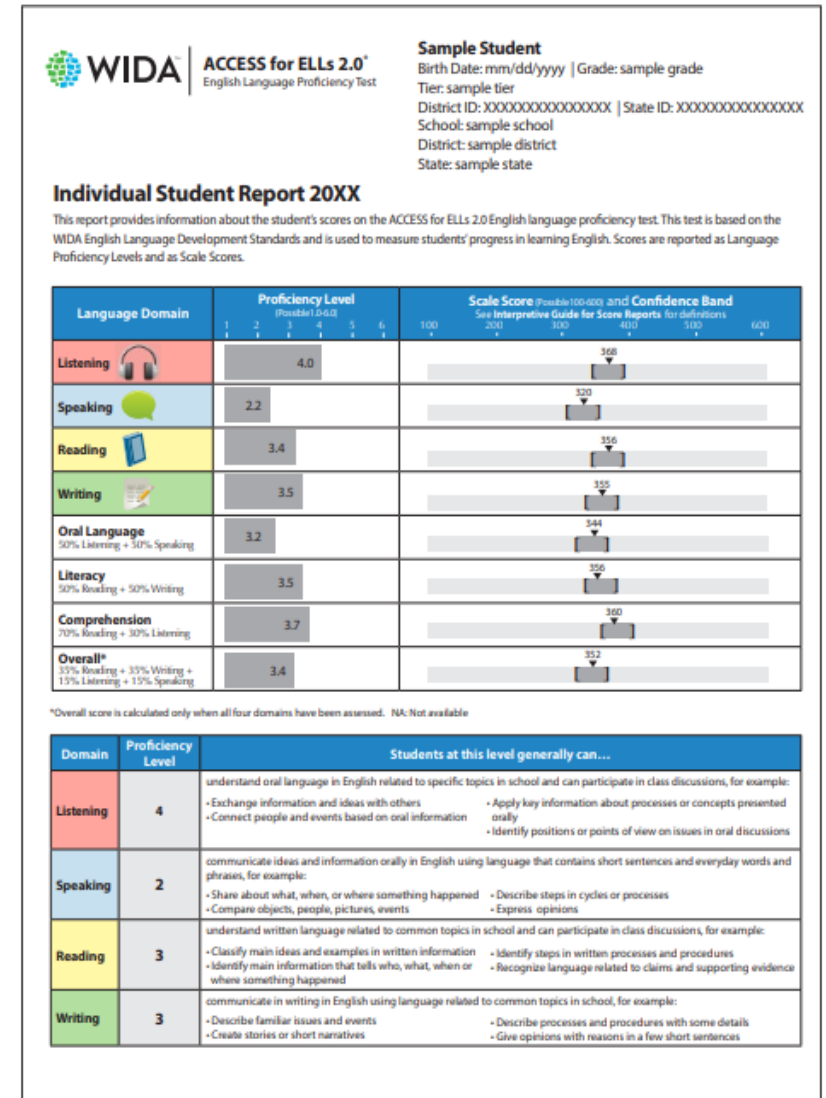 WIDA
ACCESS for ELLs 2.0®
English Language Proficiency Test
Sample Student
Birth Date: mm/dd/yyyy | Grade: sample grade
Tier: sample tier
District ID: XXXXXXXXXXXXXXX | State ID: XXXXXXXXXXXXXXX
School: sample school
District: sample district
State: sample state
Individual Student Report 20XX
This report provides information about the student's scores on the ACCESS for ELLs 2.0 English language proficiency test. This test is based on the
WIDA English Language Development Standards and is used to measure students' progress in learning English. Scores are reported as Language
Proficiency Levels and as Scale Scores.
Language Domain
Proficiency Level
(Possible 1.0-6.0)
1 2 3 4 5 6
Scale Score (Possible 100-600) and Confidence Band
See Interpretive Guide for Score Reports for definitions
100 200 300 400 500 600
Listening 4.0 368
[ ]
Speaking 2.2 320
[ ]
Reading 3.4 356
[ ]
Writing 3.5 355
[ ]
Oral Language
50% Listening + 50% Speaking
3.2 344
[ ]
Literacy
50% Reading + 50% Writing
3.5 356
[ ]
Comprehension
70% Reading + 30% Listening
3.7 360
[ ]
Overall*
35% Reading + 35% Writing +
15% Listening + 15% Speaking
3.4 352
[ ]
*Overall score is calculated only when all four domains have been assessed. NA: Not available
Domain
Proficiency
Level
Students at this level generally can…
Listening
4
understand oral language in English related to specific topics in school and can participate in class discussions, for example:
• Exchange information and ideas with others
• Connect people and events based on oral information
• Apply key information about processes or concepts presented
orally
• Identify positions or points of view on issues in oral discussions
Speaking
2
communicate ideas and information orally in English using language that contains short sentences and everyday words and
phrases, for example:
• Share about what, when, or where something happened
• Compare objects, people, pictures, events
• Describe steps in cycles or processes
• Express opinions
Reading
3
understand written language related to common topics in school and can participate in class discussions, for example:
• Classify main ideas and examples in written information
• Identify main information that tells who, what, when or
where something happened
• Identify steps in written processes and procedures
• Recognize language related to claims and supporting evidence
Writing
3
communicate in writing in English using language related to common topics in school, for example:
• Describe familiar issues and events
• Create stories or short narratives
• Describe processes and procedures with some details
• Give opinions with reasons in a few short sentences